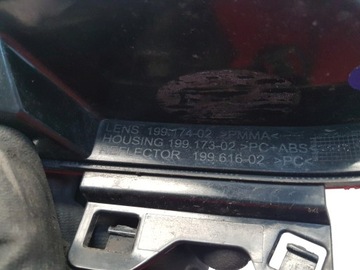 LENS 199.174-02 >PMMA<
HOUSING 199.173-02 >PC+ABS<
REFLECTOR 199.616-02 >PC<